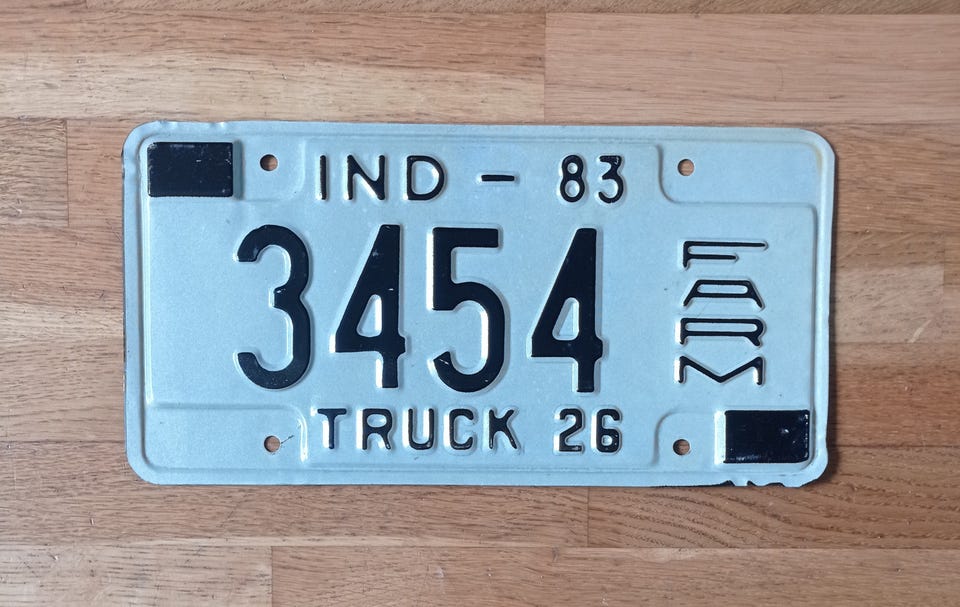 IND - 83
3454
FARM
TRUCK 26